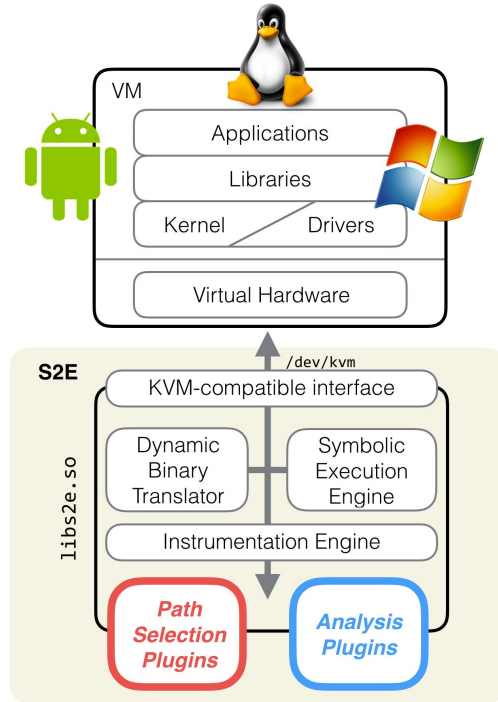 VM
Applications
Libraries
Kernel
Drivers
Virtual Hardware
/dev/kvm
S2E
KVM-compatible interface
libs2e.so
Dynamic
Binary
Translator
Symbolic
Execution
Engine
Instrumentation Engine
Path
Selection
Plugins
Analysis
Plugins